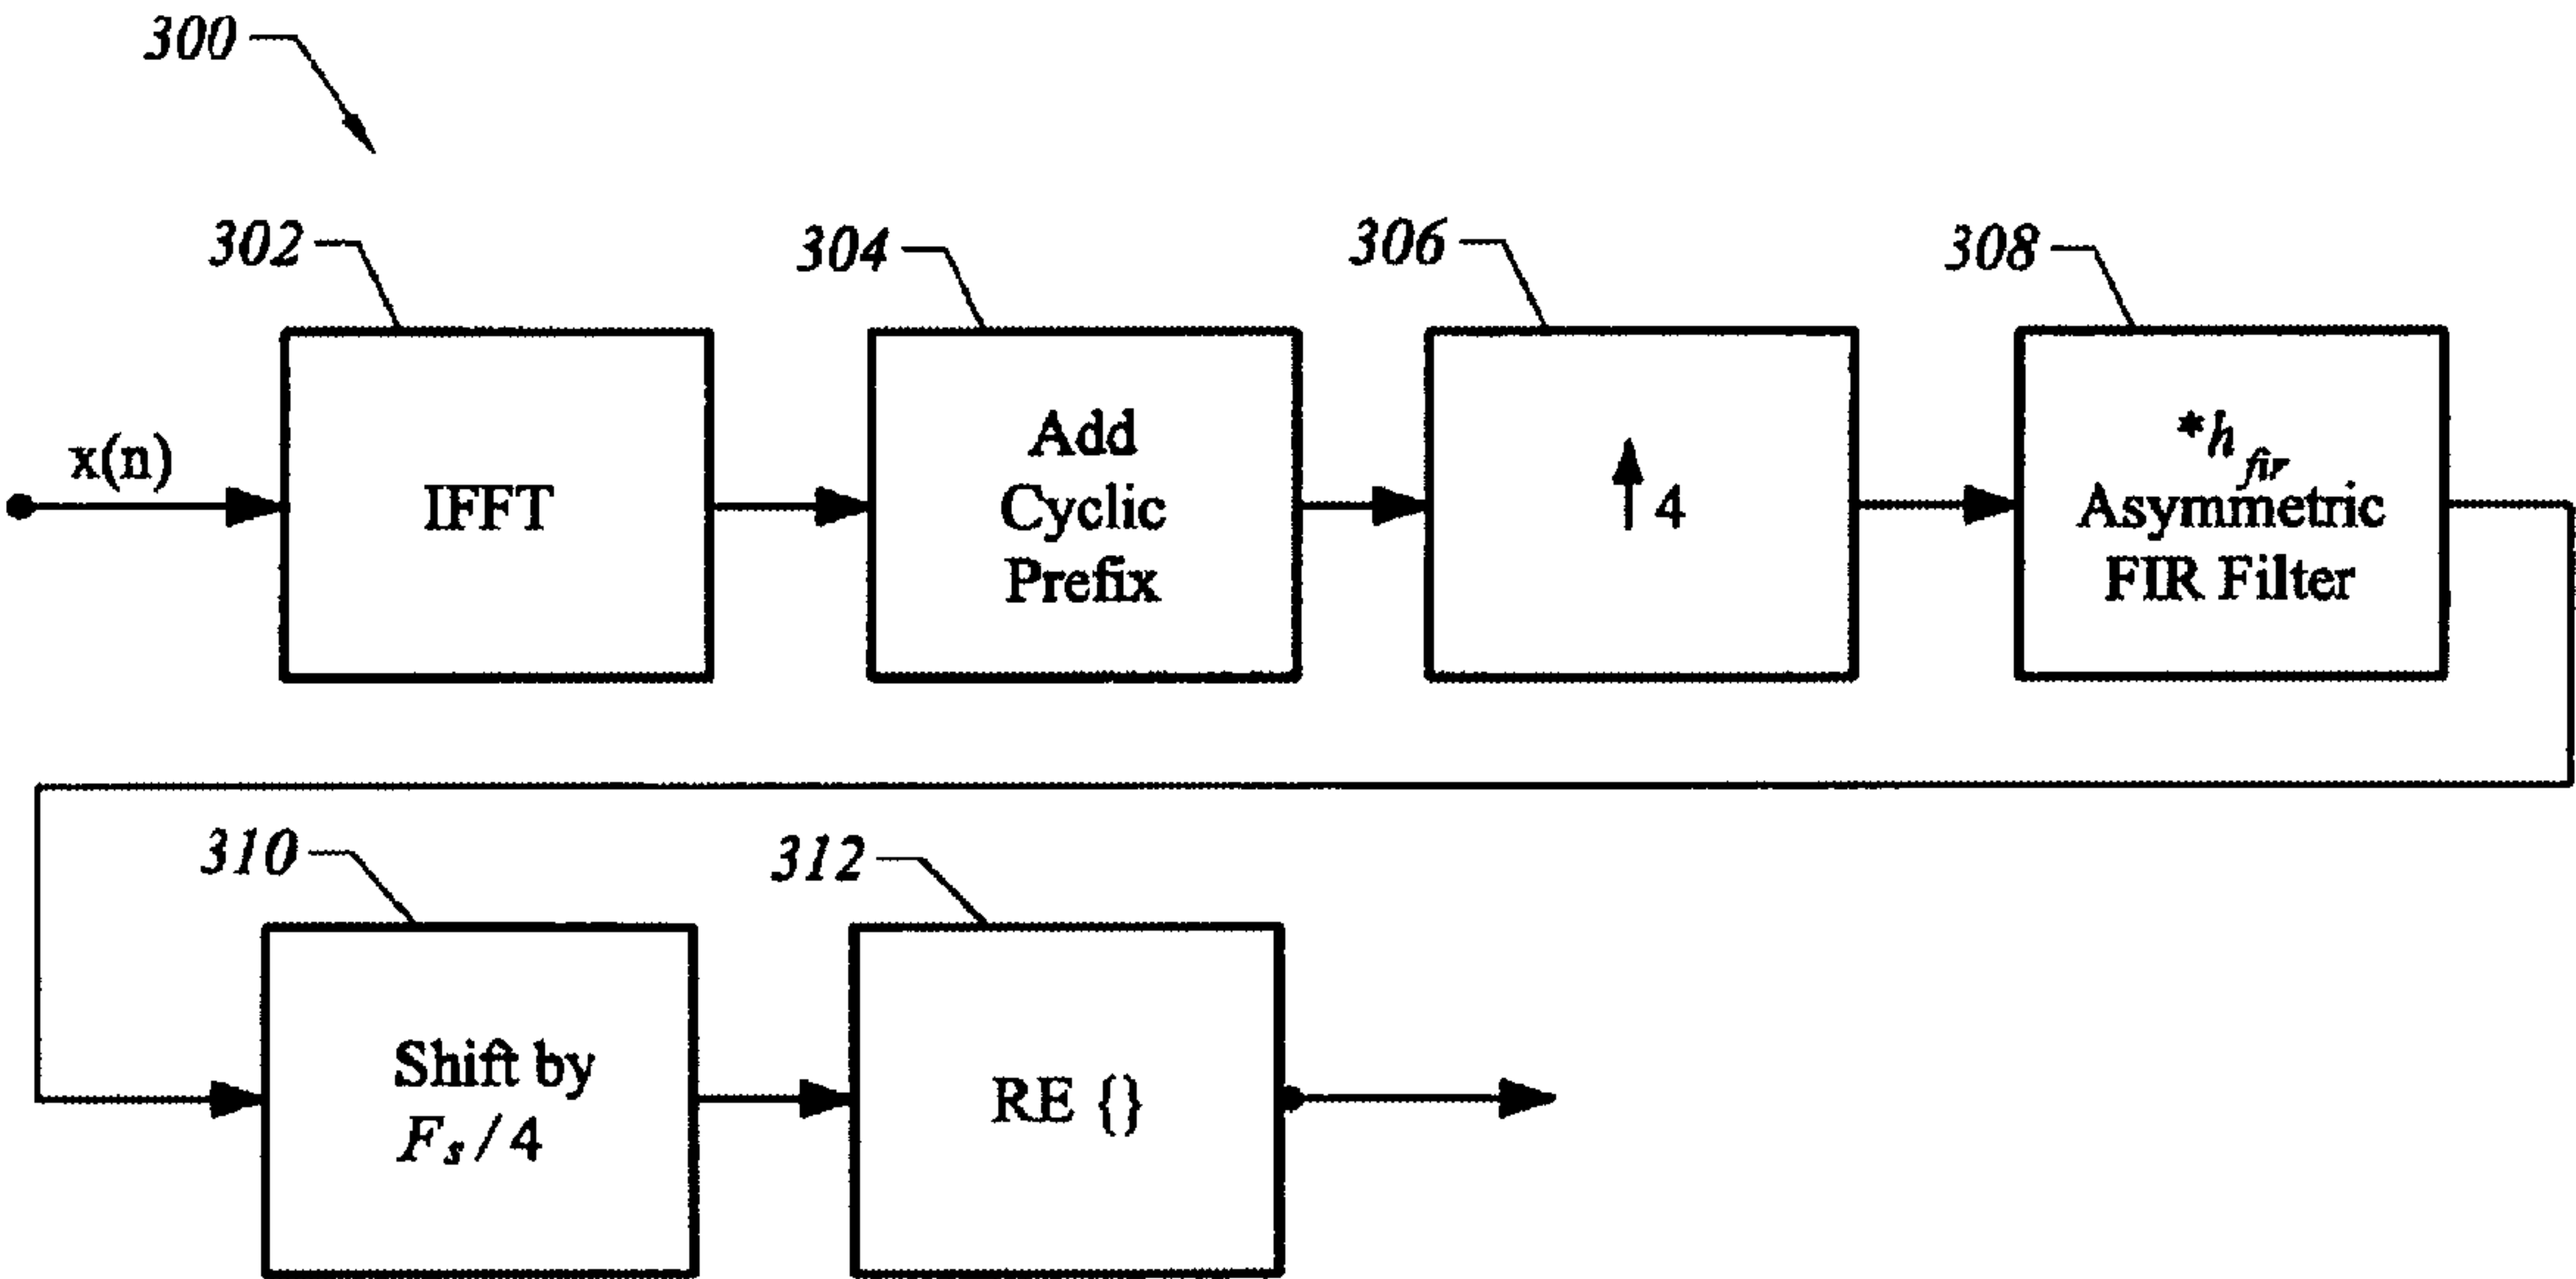 300
302
304
306
308
x(n)
IFFT
Add
Cyclic
Prefix
↑ 4
*h fir
Asymmetric
FIR Filter
310
312
Shift by
Fs / 4
RE {}